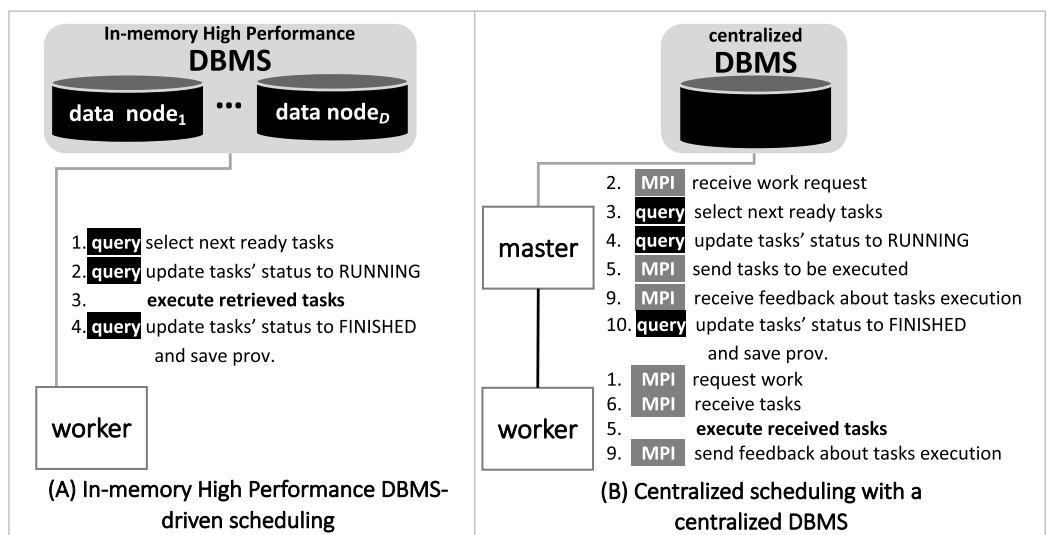 In-memory High Performance
DBMS
data node1 ... data nodeD
1. query select next ready tasks
2. query update tasks' status to RUNNING
3. execute retrieved tasks
4. query update tasks' status to FINISHED
and save prov.
worker
(A) In-memory High Performance DBMS-
driven scheduling
centralized
DBMS
2. MPI receive work request
3. query select next ready tasks
4. query update tasks' status to RUNNING
5. MPI send tasks to be executed
9. MPI receive feedback about tasks execution
10. query update tasks' status to FINISHED
and save prov.
master
1. MPI request work
6. MPI receive tasks
5. execute received tasks
9. MPI send feedback about tasks execution
worker
(B) Centralized scheduling with a
centralized DBMS